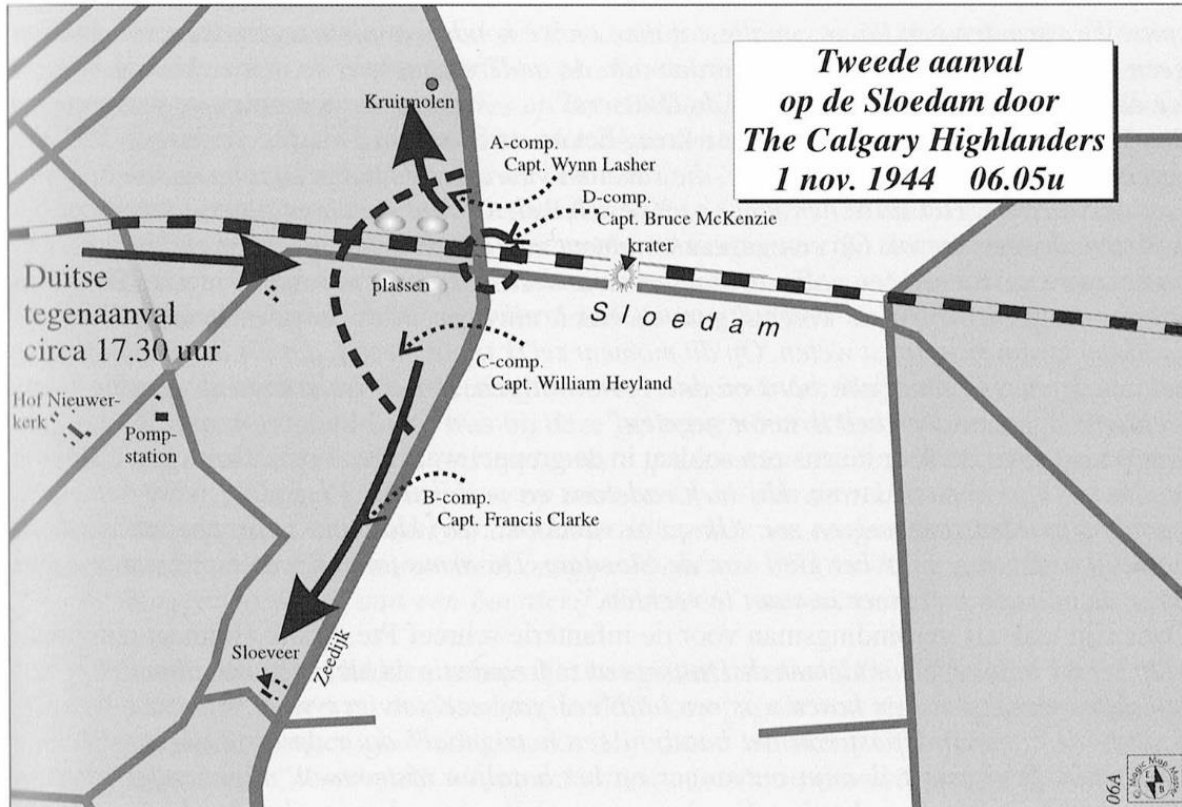 Tweede aanval
op de Sloedam door
The Calgary Highlanders
1 nov. 1944 06.05u
Kruitmolen
A-comp.
Capt. Wynn Lasher
D-comp.
Capt. Bruce McKenzie
krater
plassen
Sloedam
Duitse
tegenaanval
circa 17.30 uur
C-comp.
Capt. William Heyland
Hof Nieuwer-
kerk
Pomp-
station
B-comp.
Capt. Francis Clarke
Sloeveer
Zeedijk
06A